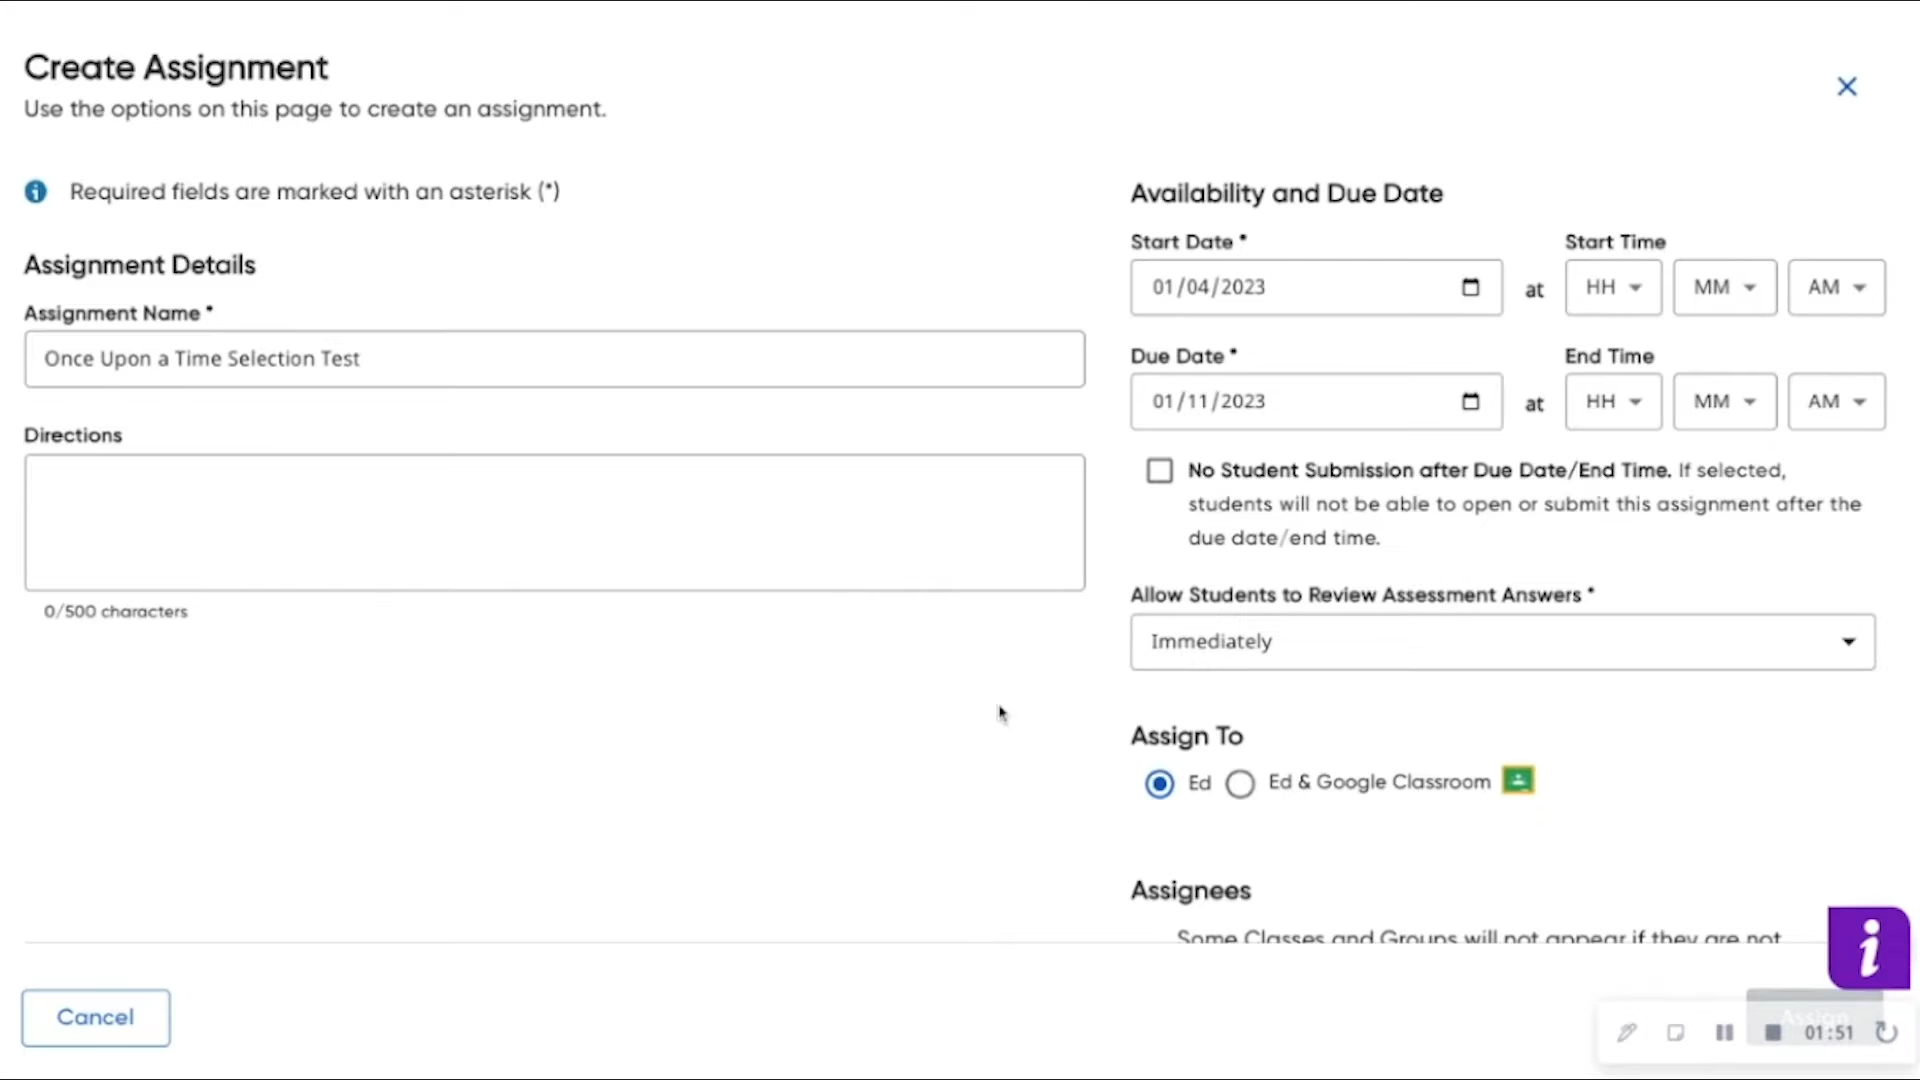 Create Assignment
Use the options on this page to create an assignment.
Required fields are marked with an asterisk (*)
Assignment Details
Assignment Name *
Once Upon a Time Selection Test
Directions
0/500 characters
Availability and Due Date
Start Date *
Start Time
01/04/2023
at
HH
MM
AM
Due Date *
End Time
01/11/2023
at
HH
MM
AM
No Student Submission after Due Date/End Time. If selected,
students will not be able to open or submit this assignment after the
due date/end time.
Allow Students to Review Assessment Answers *
Immediately
Assign To
Ed
Ed & Google Classroom
Assignees
Some Classes and Groups will not appear if they are not
Cancel
Assign
01:51